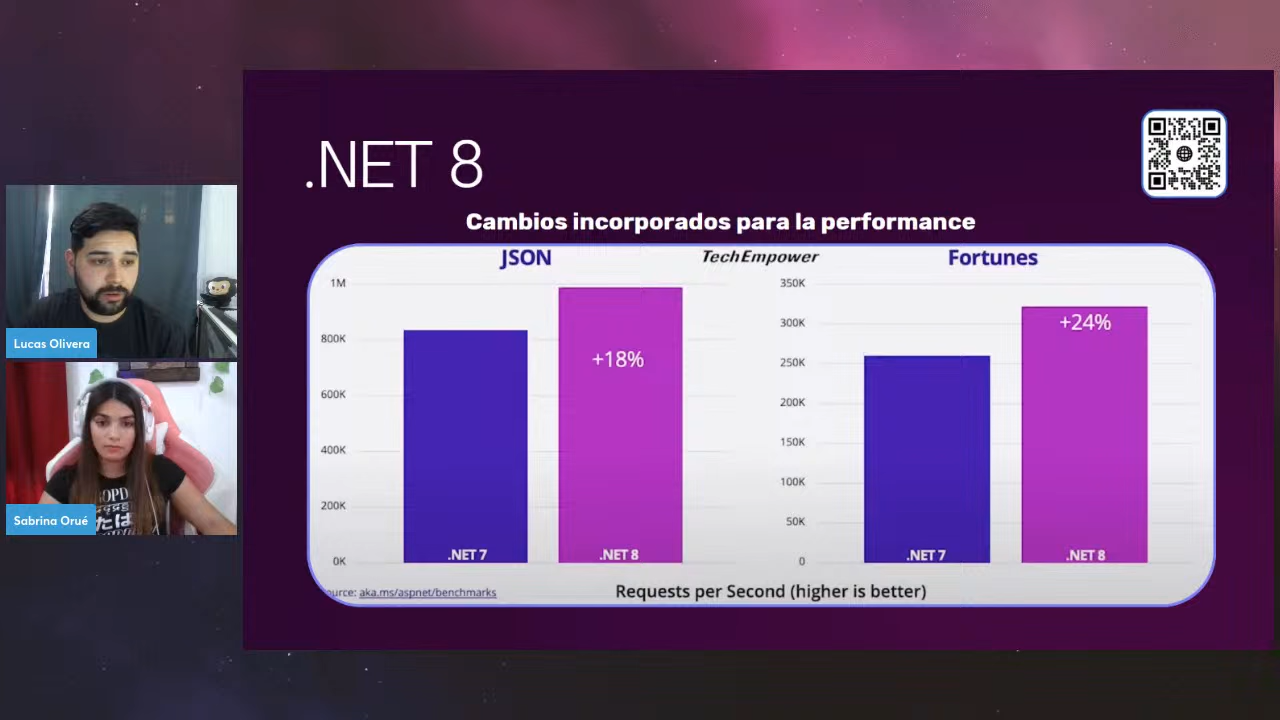 .NET 8
Cambios incorporados para la performance
JSON
TechEmpower
Fortunes
1M
800K
600K
400K
200K
0K
+18%
.NET 7
.NET 8
350K
300K
250K
200K
150K
100K
50K
0
+24%
.NET 7
.NET 8
aka.ms/aspnet/benchmarks
Requests per Second (higher is better)
Lucas Olivera
Sabrina Orué